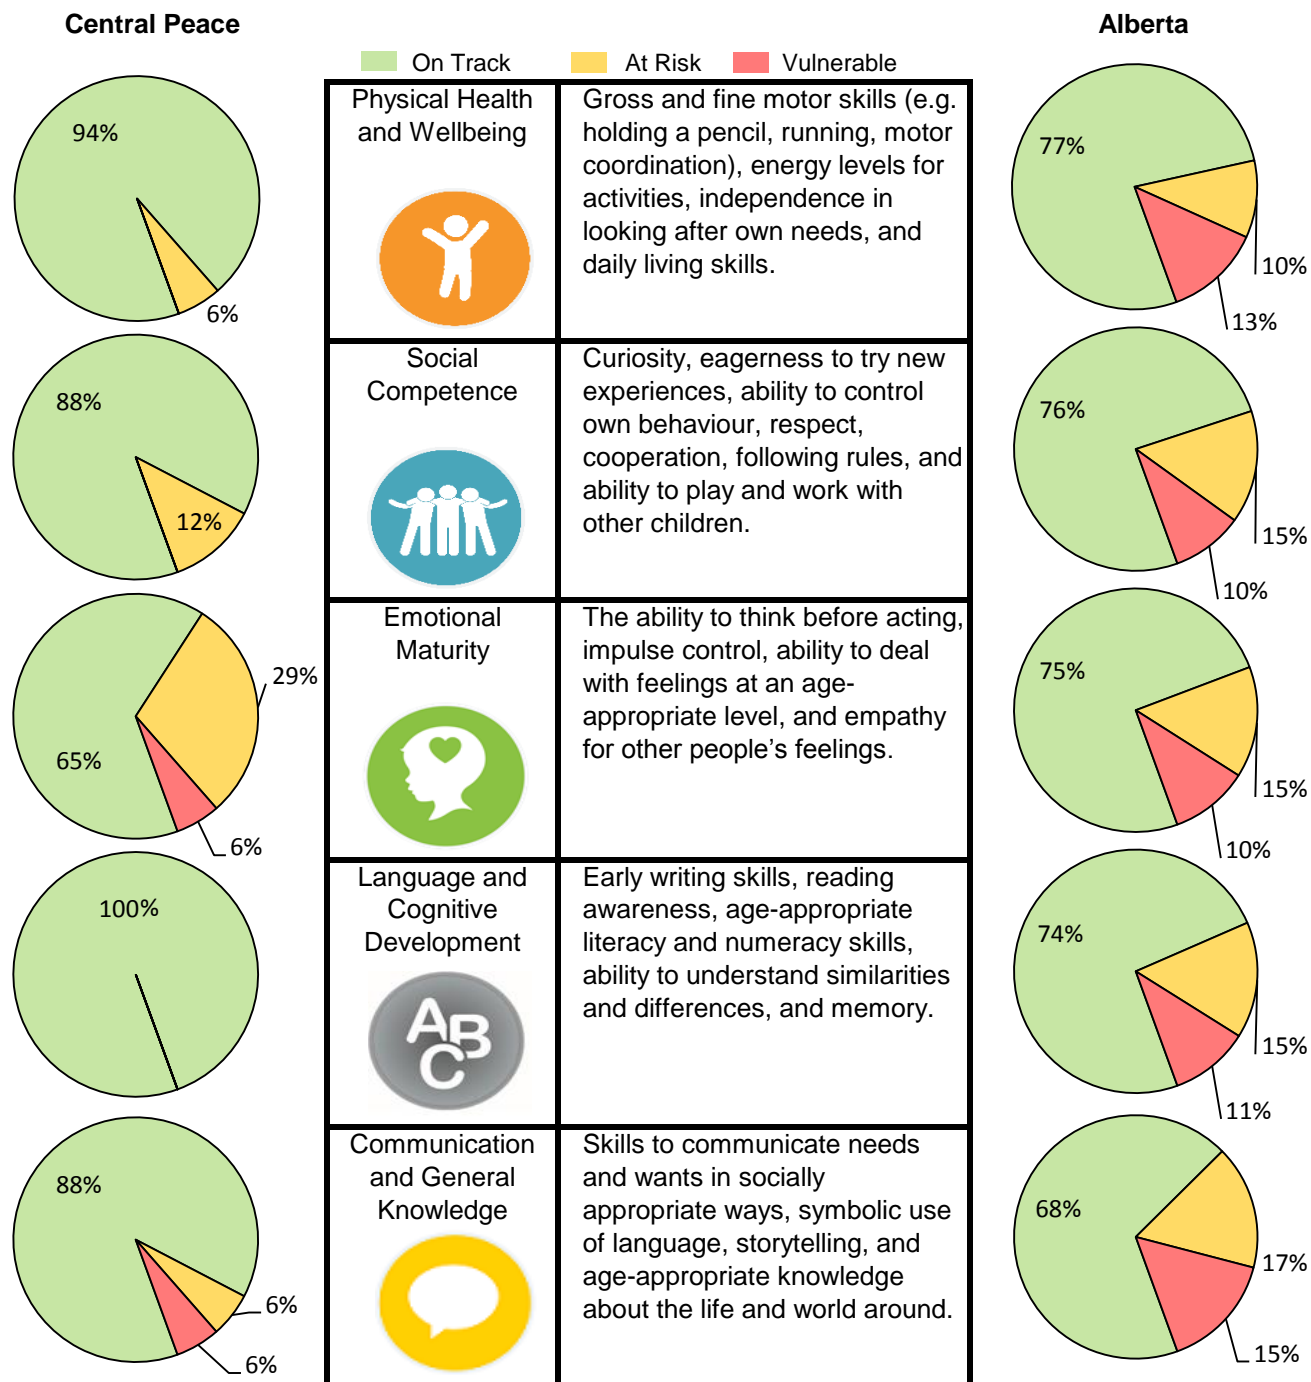 Central Peace
Alberta
On Track
At Risk
Vulnerable
94%
6%
Physical Health
and Wellbeing
Gross and fine motor skills (e.g.
holding a pencil, running, motor
coordination), energy levels for
activities, independence in
looking after own needs, and
daily living skills.
77%
10%
13%
88%
12%
Social
Competence
Curiosity, eagerness to try new
experiences, ability to control
own behaviour, respect,
cooperation, following rules, and
ability to play and work with
other children.
76%
15%
10%
29%
65%
6%
Emotional
Maturity
The ability to think before acting,
impulse control, ability to deal
with feelings at an age-
appropriate level, and empathy
for other people’s feelings.
75%
15%
10%
100%
Language and
Cognitive
Development
ABC
Early writing skills, reading
awareness, age-appropriate
literacy and numeracy skills,
ability to understand similarities
and differences, and memory.
74%
15%
11%
88%
6%
6%
Communication
and General
Knowledge
Skills to communicate needs
and wants in socially
appropriate ways, symbolic use
of language, storytelling, and
age-appropriate knowledge
about the life and world around.
68%
17%
15%